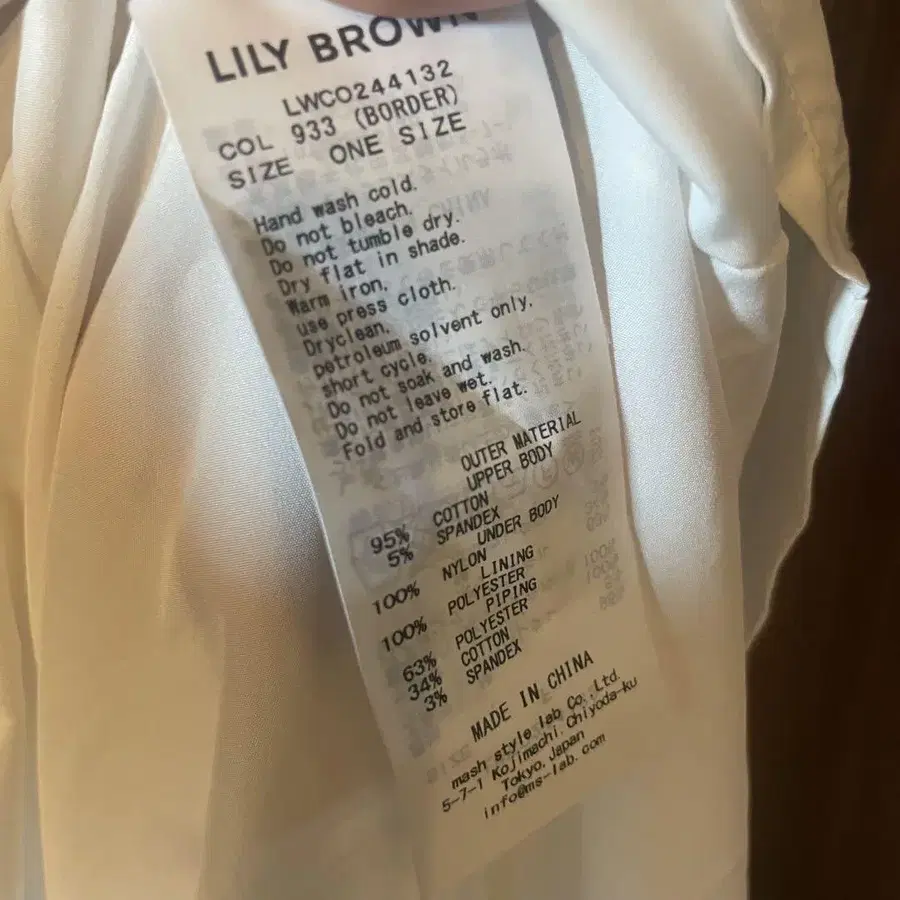 LILY BROWN
LWCO244132
COL 933 (BORDER)
SIZE ONE SIZE
Hand wash cold.
Do not bleach.
Do not tumble dry.
Dry flat in shade.
Warm iron.
use press cloth.
Dryclean.
petroleum solvent only.
short cycle.
Do not soak and wash.
Do not leave wet.
Fold and store flat.
OUTER MATERIAL
UPPER BODY
95% COTTON
5% SPANDEX
UNDER BODY
100% NYLON
LINING
100% POLYESTER
PIPING
63% POLYESTER
34% COTTON
3% SPANDEX
MADE IN CHINA
mash style lab Co.,Ltd.
5-7-1 Kojimachi,Chiyoda-ku
Tokyo,Japan
info@ms-lab.com